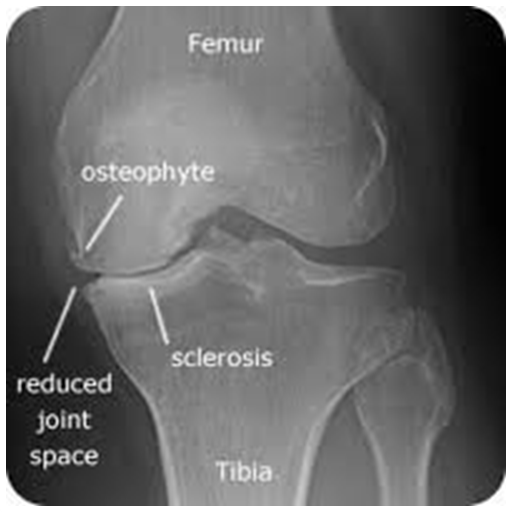 Femur
osteophyte
sclerosis
reduced
joint
space
Tibia